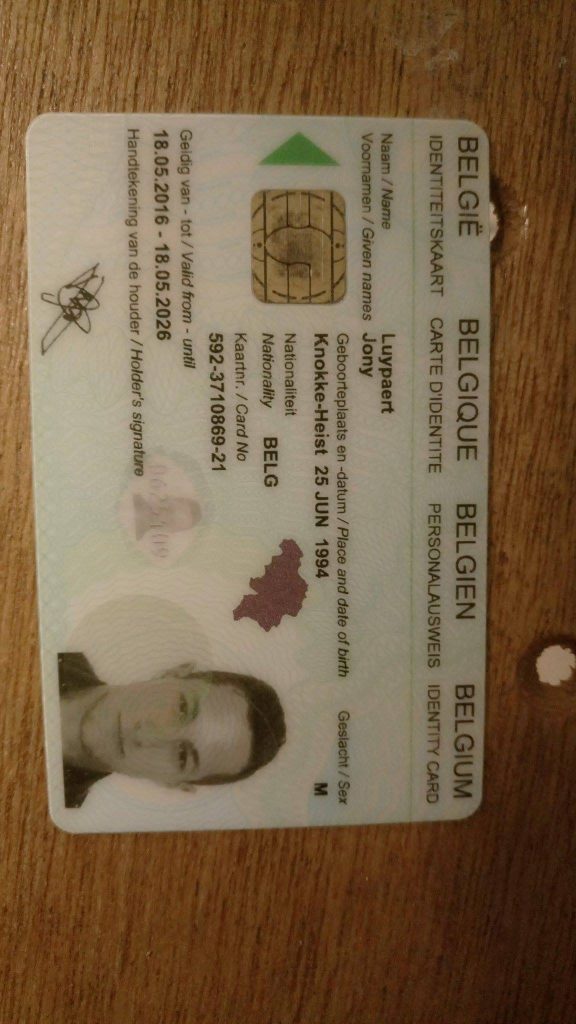 BELGIË BELGIQUE BELGIEN BELGIUM
IDENTITEITSKAART CARTE D'IDENTITE PERSONALAUSWEIS IDENTITY CARD
Naam / Name
Luypaert
Voornamen / Given names
Jony
Geboorteplaats en -datum / Place and date of birth
Geslacht / Sex
Knokke-Heist 25 JUN 1994
M
Nationaliteit
Nationality BELG
Kaartnr. / Card No
592-3710869-21
Geldig van - tot / Valid from - until
18.05.2016 - 18.05.2026
Handtekening van de houder / Holder's signature